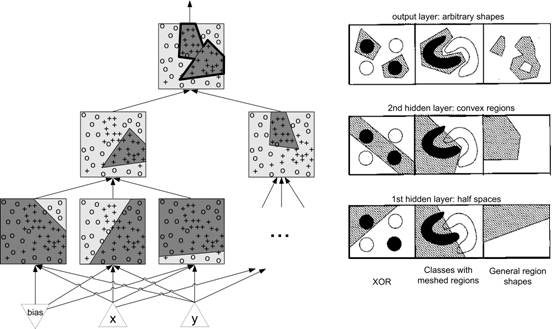 output layer: arbitrary shapes
2nd hidden layer: convex regions
1st hidden layer: half spaces
...
bias
x
y
XOR
Classes with
meshed regions
General region
shapes